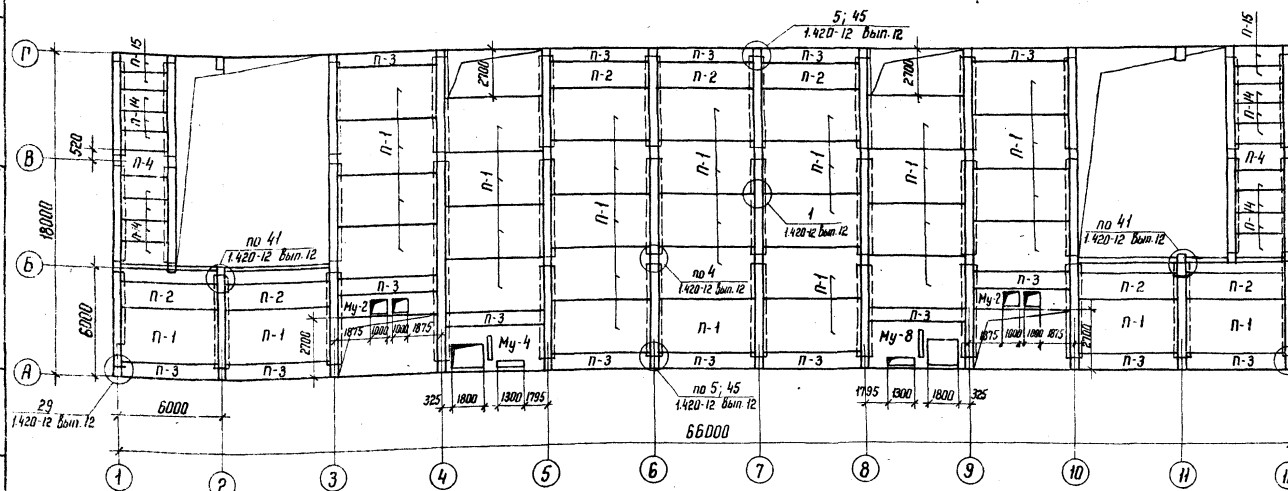 5; 45
1.420-12 Вып. 12
Г
П-15
П-3
2700
П-3
П-3
П-3
2700
П-3
П-15
П-2
П-2
П-2
П-14
П-14
520
В
П-4
П-1
П-1
П-1
П-1
П-1
П-1
П-1
П-4
18000
П-4
П-1
1
1.420-12 Вып. 12
П-14
по 41
1.420-12 Вып. 12
по 41
1.420-12 Вып. 12
Б
по 4
1.420-12 Вып. 12
П-2
П-2
П-3
П-3
П-2
П-2
Му-2
Му-2
6000
П-1
П-1
1875
1000
1000
1875
2700
П-3
Му-4
П-1
П-1
П-3
Му-8
1875
1000
1000
1875
2700
П-1
П-1
А
П-3
П-3
П-3
П-3
П-3
П-3
П-3
29
1.420-12 Вып. 12
6000
325
1800
1300
1795
по 5; 45
1.420-12 Вып. 12
1795
1300
1800
325
66000
1
2
3
4
5
6
7
8
9
10
11